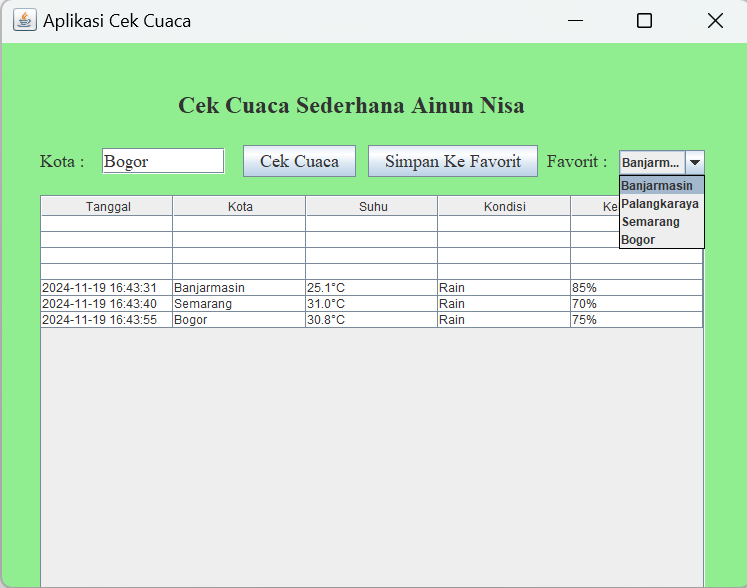 Aplikasi Cek Cuaca
Cek Cuaca Sederhana Ainun Nisa
Kota : Bogor Cek Cuaca Simpan Ke Favorit Favorit : Banjarm...
Banjarmasin
Palangkaraya
Semarang
Bogor
Tanggal Kota Suhu Kondisi Ke
2024-11-19 16:43:31 Banjarmasin 25.1°C Rain 85%
2024-11-19 16:43:40 Semarang 31.0°C Rain 70%
2024-11-19 16:43:55 Bogor 30.8°C Rain 75%